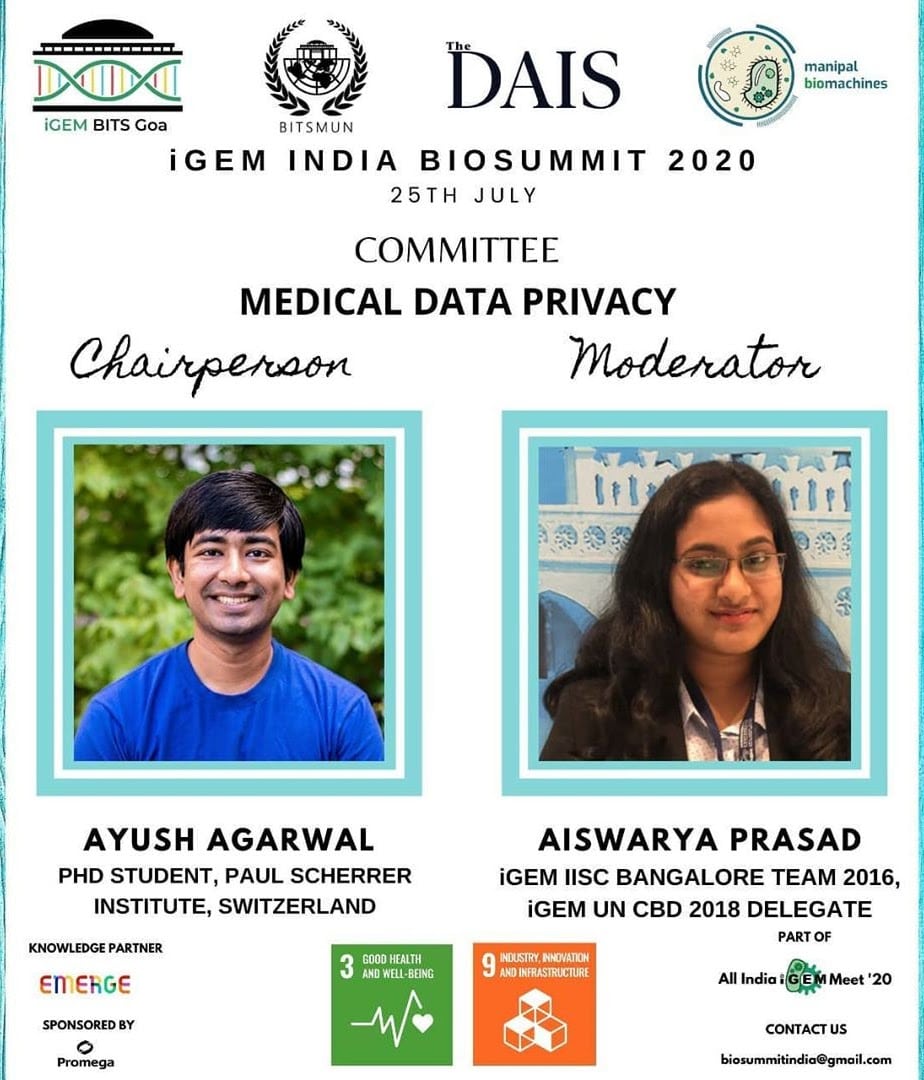 iGEM BITS Goa
BITSMUN
The
DAIS
manipal
biomachines
iGEM INDIA BIOSUMMIT 2020
25TH JULY
COMMITTEE
MEDICAL DATA PRIVACY
Chairperson
Moderator
AYUSH AGARWAL
PHD STUDENT, PAUL SCHERRER
INSTITUTE, SWITZERLAND
AISWARYA PRASAD
iGEM IISC BANGALORE TEAM 2016,
iGEM UN CBD 2018 DELEGATE
KNOWLEDGE PARTNER
EMERGE
SPONSORED BY
Promega
3 GOOD HEALTH
AND WELL-BEING
9 INDUSTRY, INNOVATION
AND INFRASTRUCTURE
PART OF
All India iGEM Meet '20
CONTACT US
biosummitindia@gmail.com